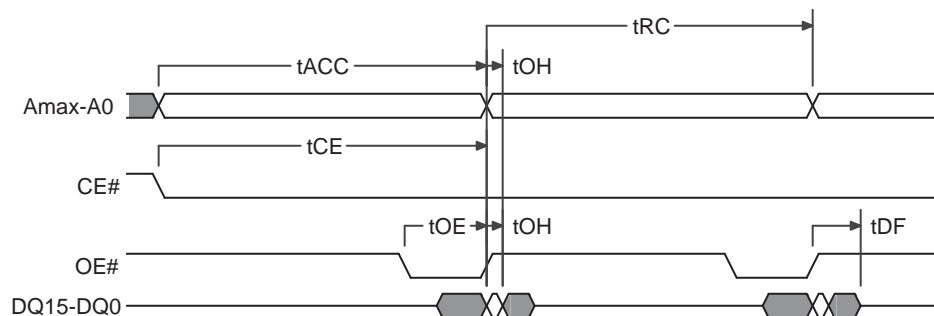 tRC
tACC
tOH
Amax-A0
tCE
CE#
tOE
tOH
tDF
OE#
DQ15-DQ0